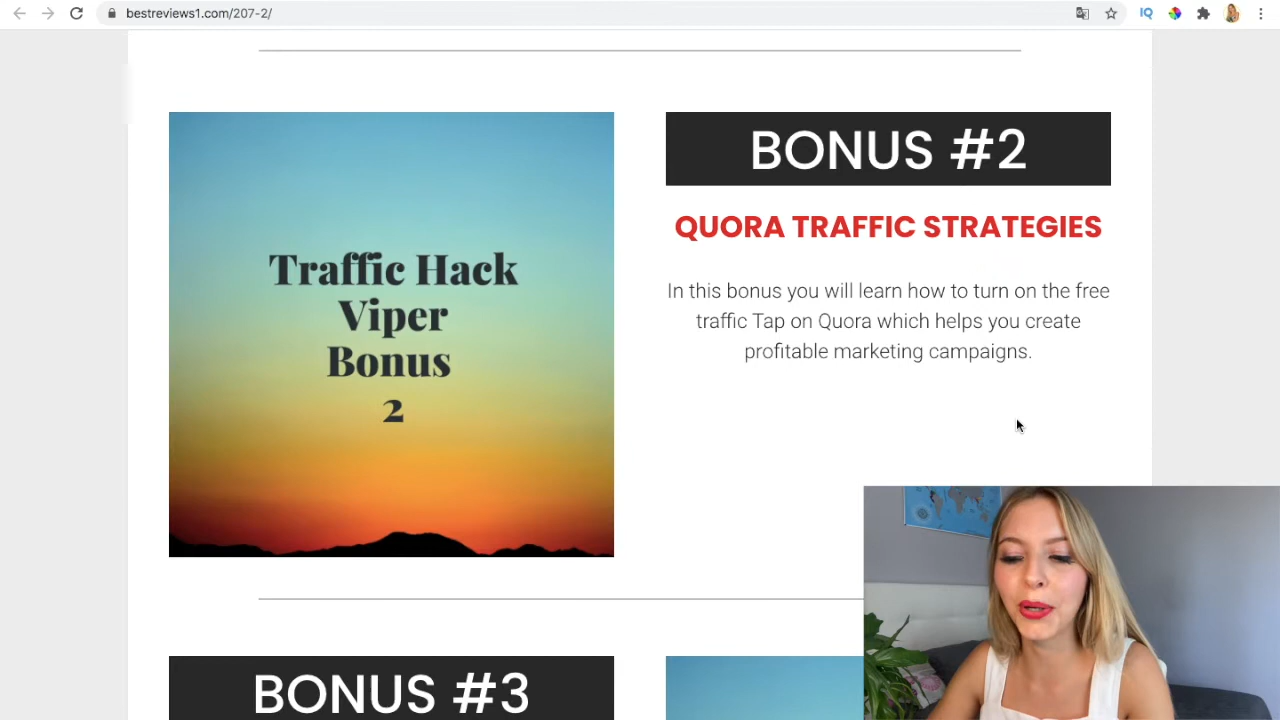 bestreviews1.com/207-2/
IQ
BONUS #2
QUORA TRAFFIC STRATEGIES
In this bonus you will learn how to turn on the free
traffic Tap on Quora which helps you create
profitable marketing campaigns.
Traffic Hack
Viper
Bonus
2
BONUS #3